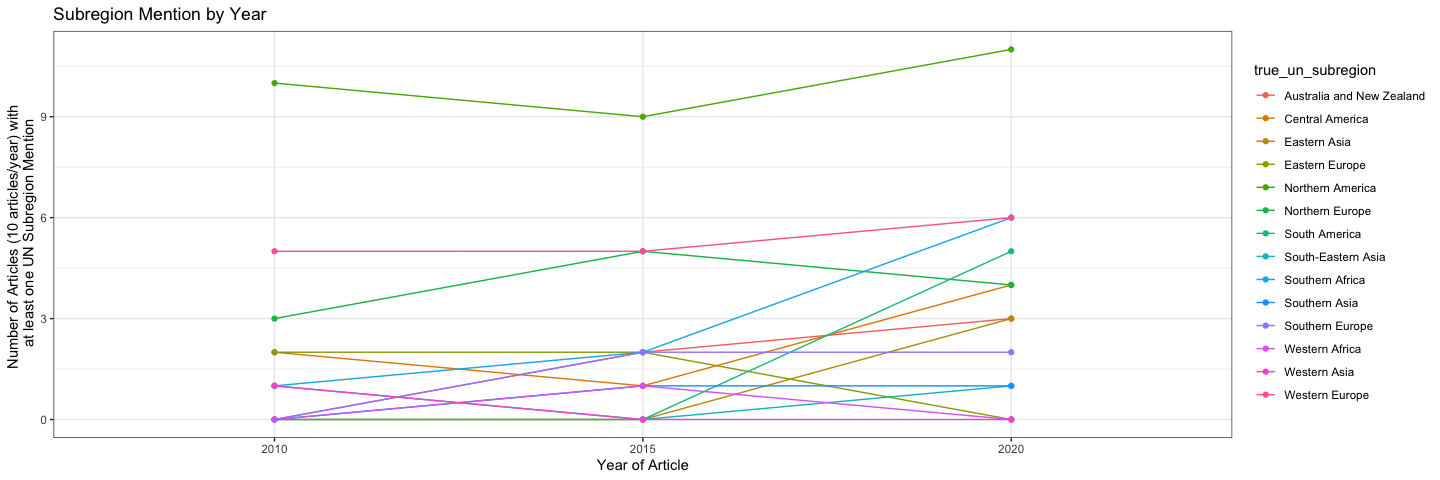 Subregion Mention by Year
Number of Articles (10 articles/year) with
at least one UN Subregion Mention
9
6
3
0
2010
2015
2020
Year of Article
true_un_subregion
Australia and New Zealand
Central America
Eastern Asia
Eastern Europe
Northern America
Northern Europe
South America
South-Eastern Asia
Southern Africa
Southern Asia
Southern Europe
Western Africa
Western Asia
Western Europe